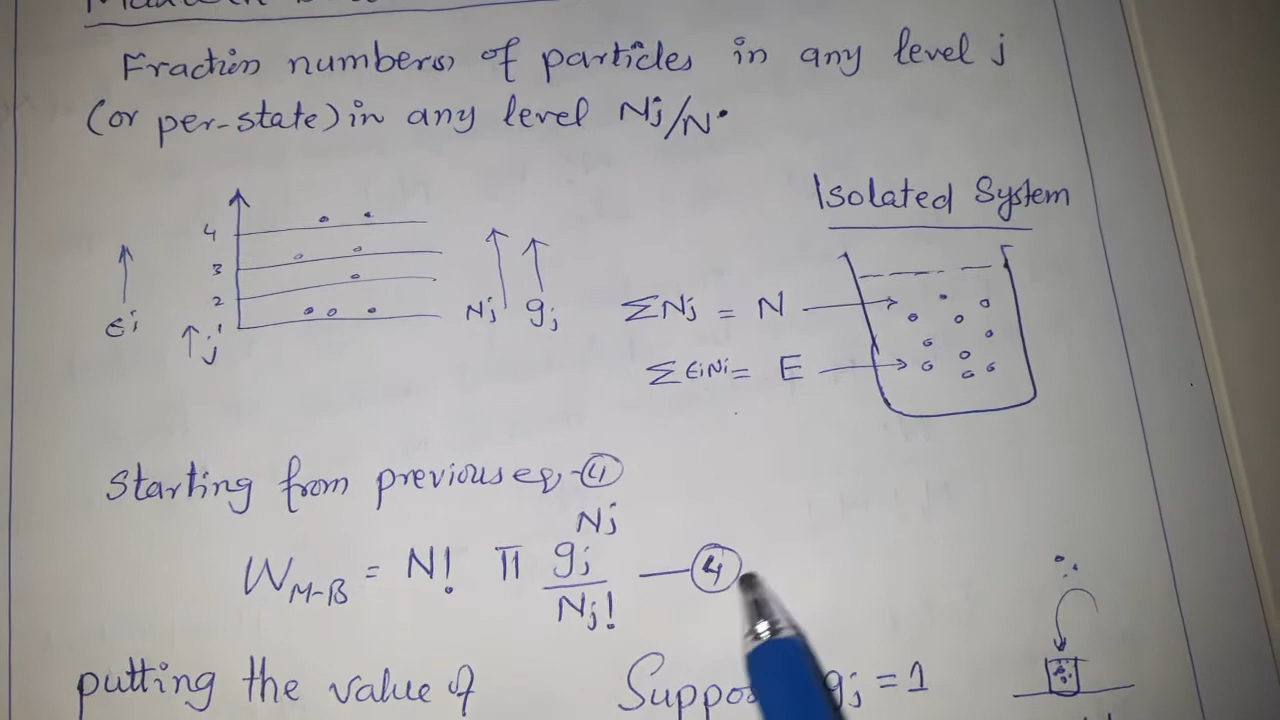 Fraction numbers of particles in any level j
(or per-state) in any level Nj/N.
Isolated System
4
3
2
1
ϵi
↑j
Nj gj
ΣNj = N
ΣϵiNi = E
Starting from previous eq, ④
W_M-B = N! Π gj^Nj / Nj! — ④
putting the value of
gj = 1